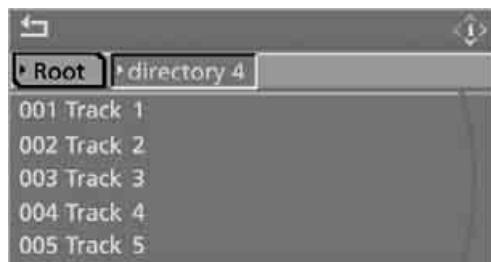 Root directory 4
001 Track 1
002 Track 2
003 Track 3
004 Track 4
005 Track 5